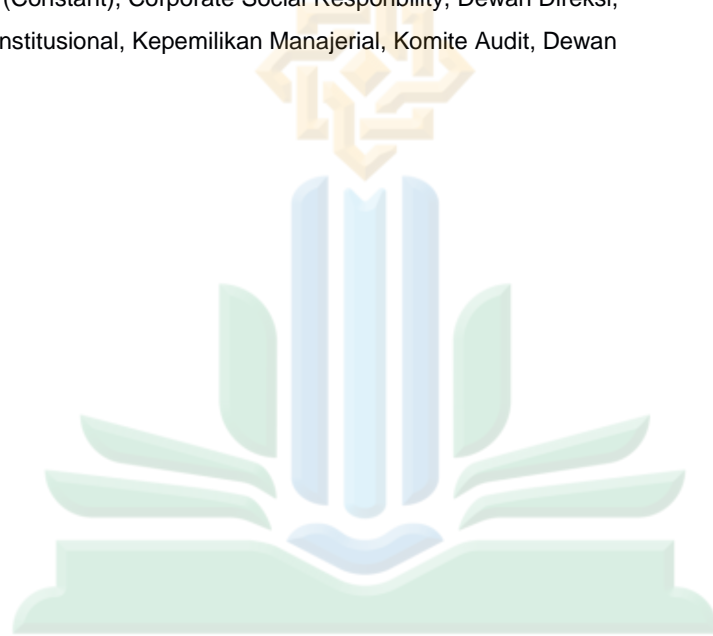 (Constant), Corporate Social Responbility, Dewan Direksi,
nstitusional, Kepemilikan Manajerial, Komite Audit, Dewan